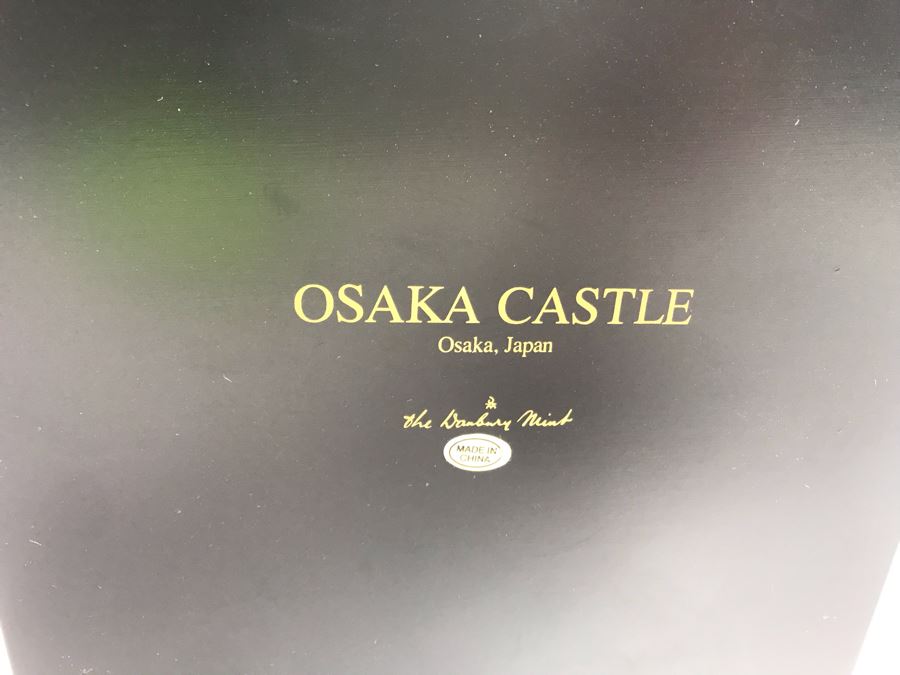 OSAKA CASTLE
Osaka, Japan
The Danbury Mint
MADE IN
CHINA